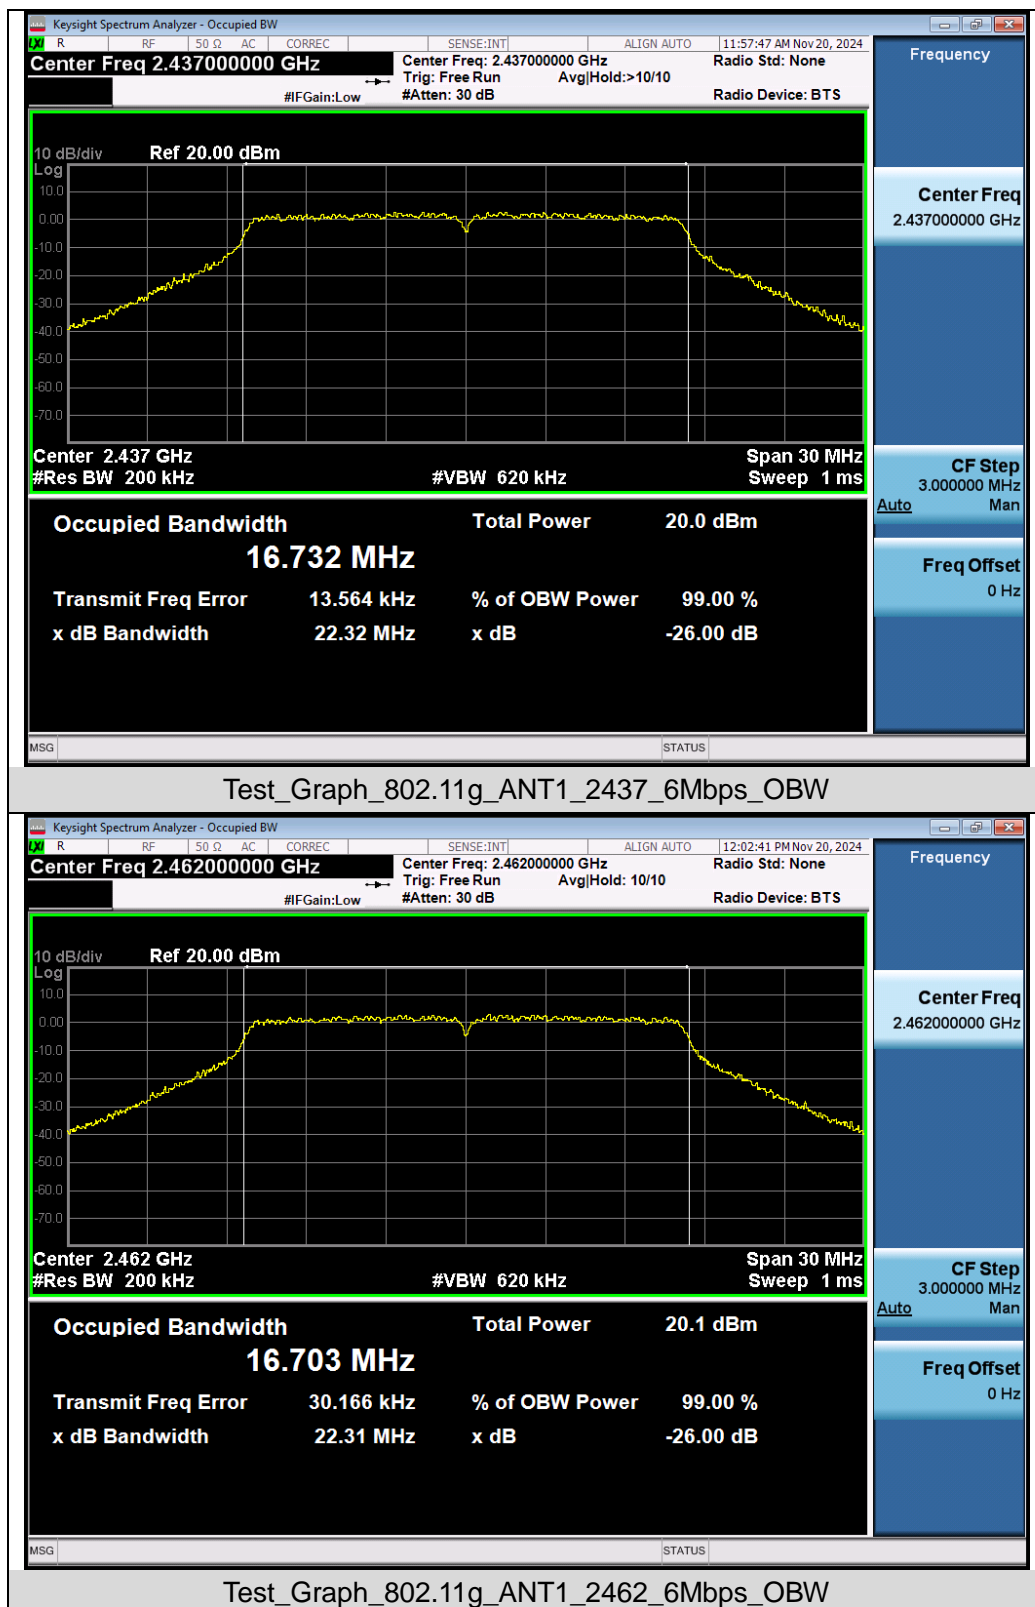 Keysight Spectrum Analyzer - Occupied BW
LXI R RF 50 Ω AC CORREC SENSE:INT ALIGN AUTO 11:57:47 AM Nov 20, 2024
Center Freq 2.437000000 GHz Center Freq: 2.437000000 GHz Radio Std: None
Trig: Free Run Avg|Hold:>10/10
#IFGain:Low #Atten: 30 dB Radio Device: BTS
Frequency
10 dB/div Ref 20.00 dBm
Log
10.0
0.00
-10.0
-20.0
-30.0
-40.0
-50.0
-60.0
-70.0
Center 2.437 GHz Span 30 MHz
#Res BW 200 kHz #VBW 620 kHz Sweep 1 ms
Center Freq
2.437000000 GHz
CF Step
3.000000 MHz
Auto Man
Freq Offset
0 Hz
Occupied Bandwidth Total Power 20.0 dBm
16.732 MHz
Transmit Freq Error 13.564 kHz % of OBW Power 99.00 %
x dB Bandwidth 22.32 MHz x dB -26.00 dB
MSG STATUS
Test_Graph_802.11g_ANT1_2437_6Mbps_OBW
Keysight Spectrum Analyzer - Occupied BW
LXI R RF 50 Ω AC CORREC SENSE:INT ALIGN AUTO 12:02:41 PM Nov 20, 2024
Center Freq 2.462000000 GHz Center Freq: 2.462000000 GHz Radio Std: None
Trig: Free Run Avg|Hold: 10/10
#IFGain:Low #Atten: 30 dB Radio Device: BTS
Frequency
10 dB/div Ref 20.00 dBm
Log
10.0
0.00
-10.0
-20.0
-30.0
-40.0
-50.0
-60.0
-70.0
Center 2.462 GHz Span 30 MHz
#Res BW 200 kHz #VBW 620 kHz Sweep 1 ms
Center Freq
2.462000000 GHz
CF Step
3.000000 MHz
Auto Man
Freq Offset
0 Hz
Occupied Bandwidth Total Power 20.1 dBm
16.703 MHz
Transmit Freq Error 30.166 kHz % of OBW Power 99.00 %
x dB Bandwidth 22.31 MHz x dB -26.00 dB
MSG STATUS
Test_Graph_802.11g_ANT1_2462_6Mbps_OBW